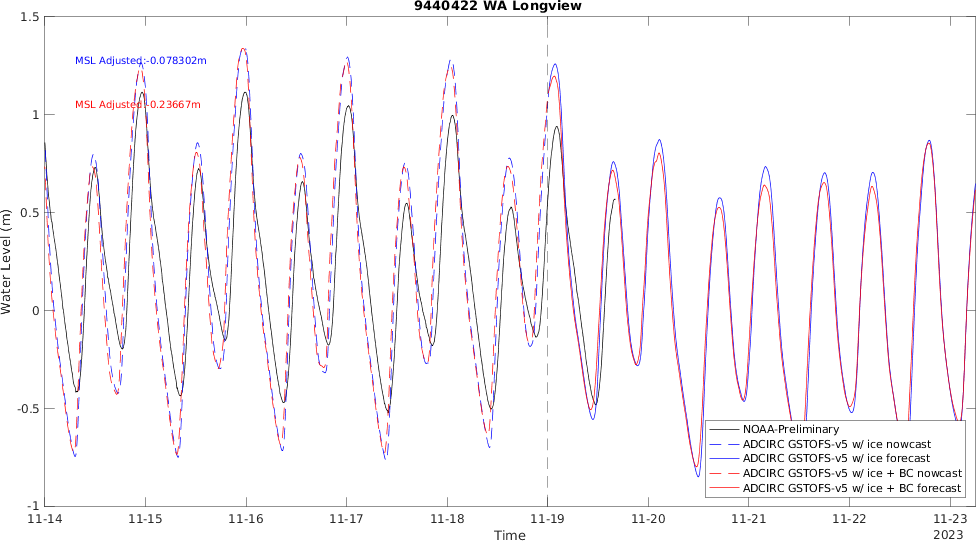 9440422 WA Longview
1.5
1
0.5
0
-0.5
-1
Water Level (m)
MSL Adjusted:-0.078302m
MSL Adjusted:-0.23667m
NOAA-Preliminary
ADCIRC GSTOFS-v5 w/ ice nowcast
ADCIRC GSTOFS-v5 w/ ice forecast
ADCIRC GSTOFS-v5 w/ ice + BC nowcast
ADCIRC GSTOFS-v5 w/ ice + BC forecast
11-14 11-15 11-16 11-17 11-18 11-19 11-20 11-21 11-22 11-23
Time
2023